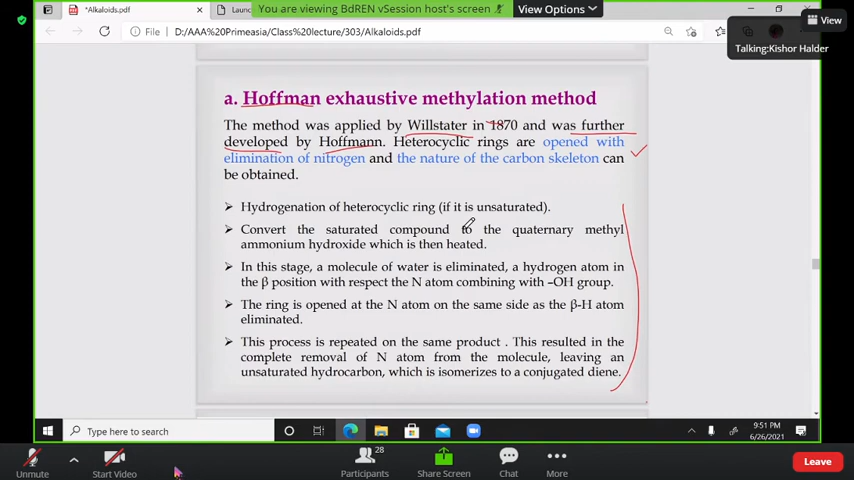 You are viewing BdREN vSession host's screen
View Options
*Alkaloids.pdf
Laun
View
File
D:/AAA%20Primeasia/Class%20lecture/303/Alkaloids.pdf
Talking:Kishor Halder
a. Hoffman exhaustive methylation method
The method was applied by Willstater in 1870 and was further
developed by Hoffmann. Heterocyclic rings are opened with
elimination of nitrogen and the nature of the carbon skeleton can
be obtained.
➤ Hydrogenation of heterocyclic ring (if it is unsaturated).
➤ Convert the saturated compound to the quaternary methyl
ammonium hydroxide which is then heated.
➤ In this stage, a molecule of water is eliminated, a hydrogen atom in
the β position with respect the N atom combining with –OH group.
➤ The ring is opened at the N atom on the same side as the β-H atom
eliminated.
➤ This process is repeated on the same product . This resulted in the
complete removal of N atom from the molecule, leaving an
unsaturated hydrocarbon, which is isomerizes to a conjugated diene.
Type here to search
9:51 PM
6/26/2021
28
Unmute
Start Video
Participants
Share Screen
Chat
More
Leave